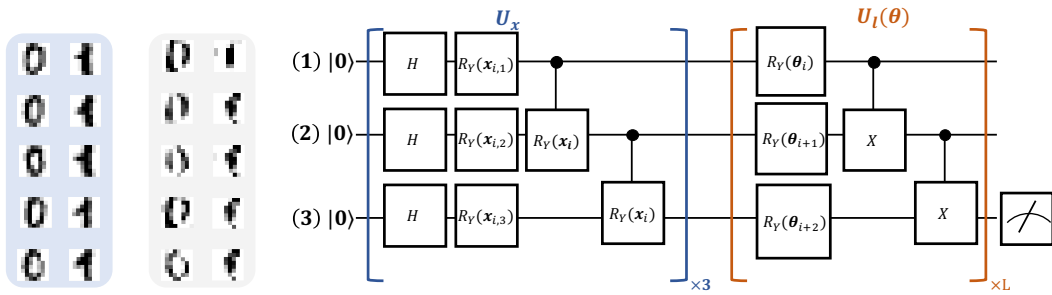 U_x U_l(θ)
(1) |0⟩ H R_Y(x_{i,1}) R_Y(θ_i)
(2) |0⟩ H R_Y(x_{i,2}) R_Y(x_i) R_Y(θ_{i+1}) X
(3) |0⟩ H R_Y(x_{i,3}) R_Y(x_i) R_Y(θ_{i+2}) X
×3 ×L